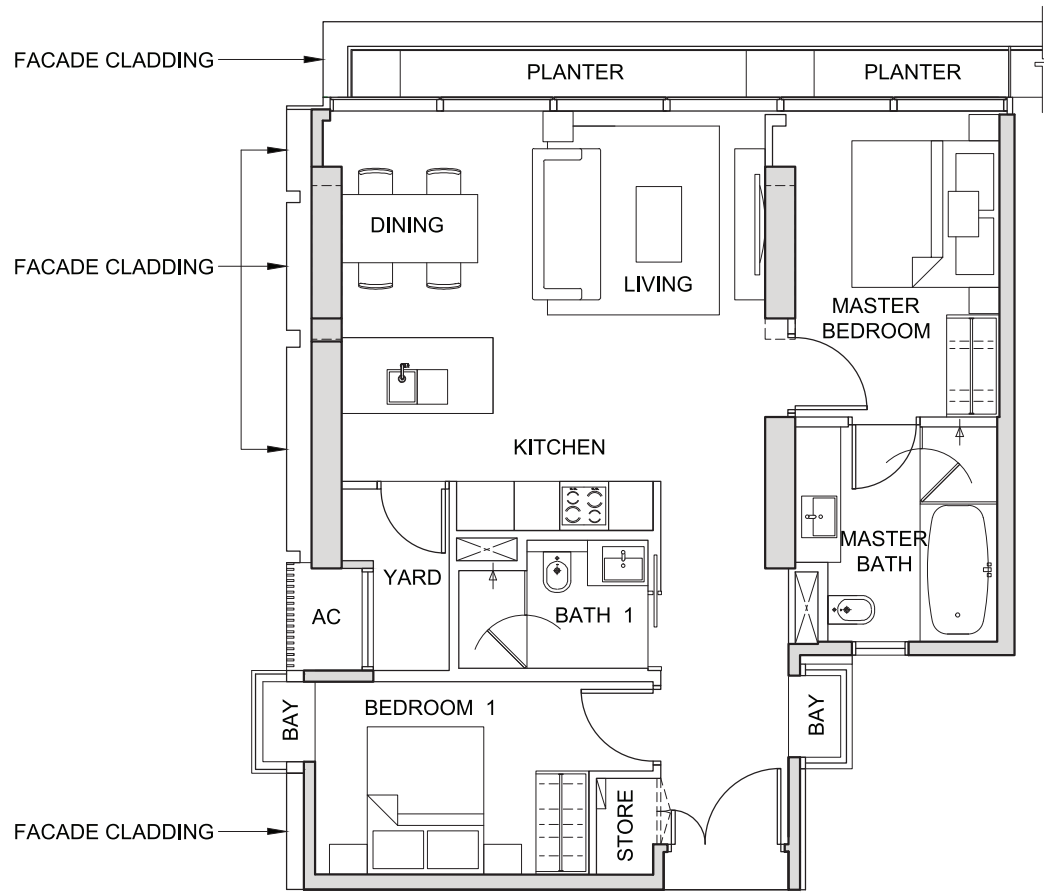 FACADE CLADDING
PLANTER
PLANTER
DINING
FACADE CLADDING
LIVING
MASTER
BEDROOM
KITCHEN
MASTER
BATH
YARD
AC
BATH 1
BAY
BEDROOM 1
BAY
STORE
FACADE CLADDING